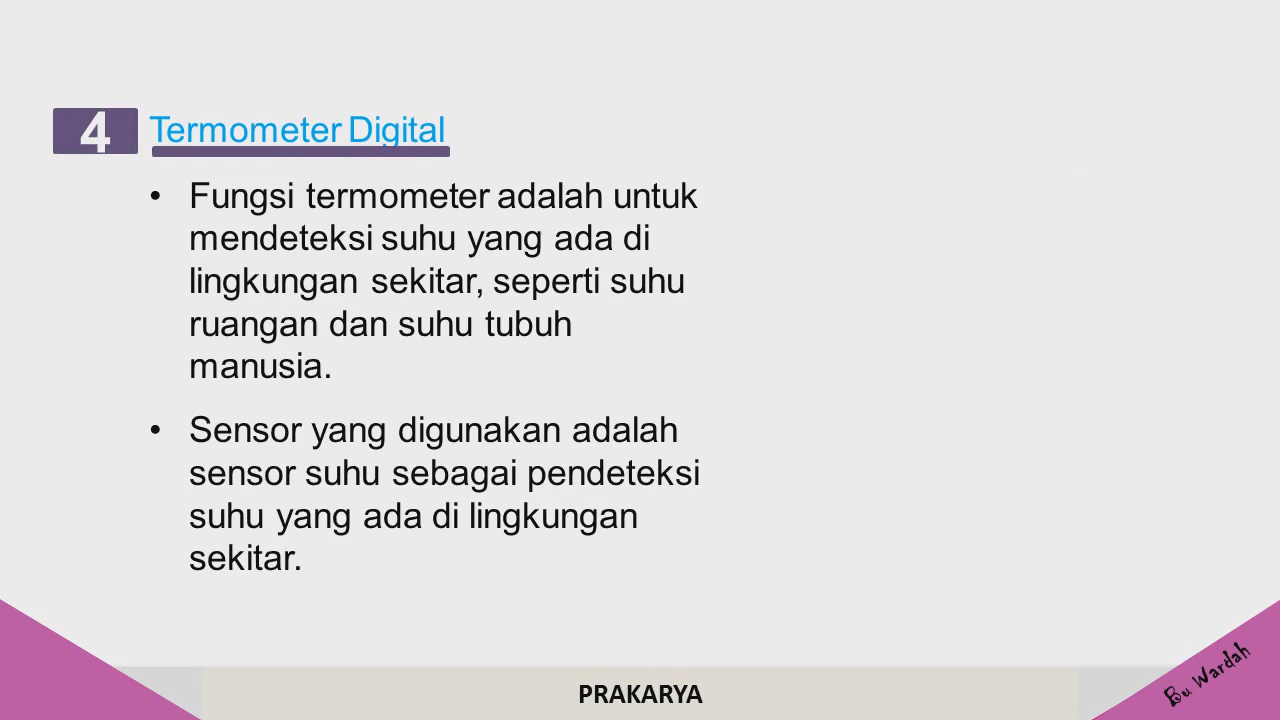 4 Termometer Digital
• Fungsi termometer adalah untuk
mendeteksi suhu yang ada di
lingkungan sekitar, seperti suhu
ruangan dan suhu tubuh
manusia.
• Sensor yang digunakan adalah
sensor suhu sebagai pendeteksi
suhu yang ada di lingkungan
sekitar.
PRAKARYA
Bu Wardah